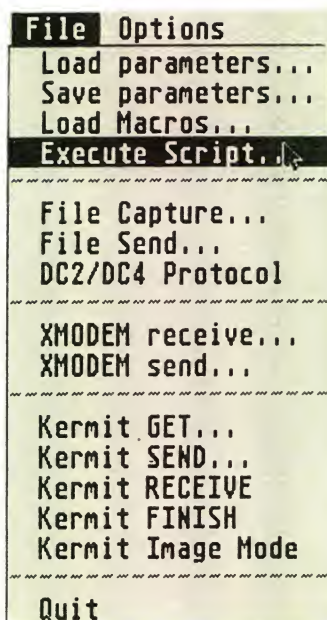 File Options
Load parameters...
Save parameters...
Load Macros...
Execute Script...
File Capture...
File Send...
DC2/DC4 Protocol
XMODEM receive...
XMODEM send...
Kermit GET...
Kermit SEND...
Kermit RECEIVE
Kermit FINISH
Kermit Image Mode
Quit